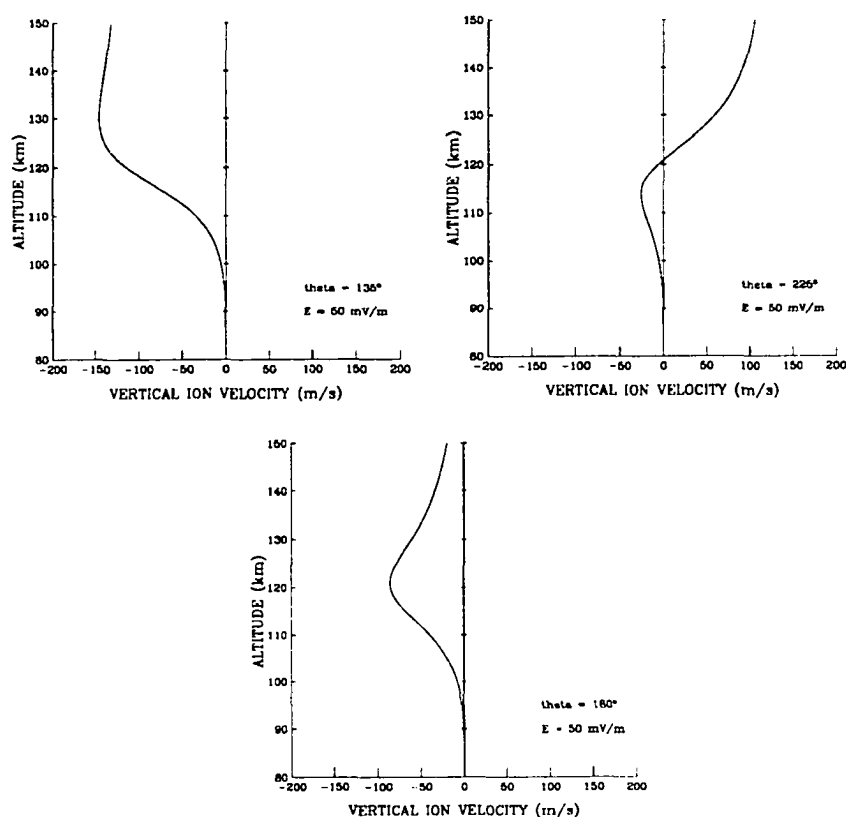 150
140
130
120
110
100
90
80
ALTITUDE (km)
theta = 135°
E = 50 mV/m
-200 -150 -100 -50 0 50 100 150 200
VERTICAL ION VELOCITY (m/s)
150
140
130
120
110
100
90
80
ALTITUDE (km)
theta = 225°
E = 50 mV/m
-200 -150 -100 -50 0 50 100 150 200
VERTICAL ION VELOCITY (m/s)
150
140
130
120
110
100
90
80
ALTITUDE (km)
theta = 180°
E = 50 mV/m
-200 -150 -100 -50 0 50 100 150 200
VERTICAL ION VELOCITY (m/s)